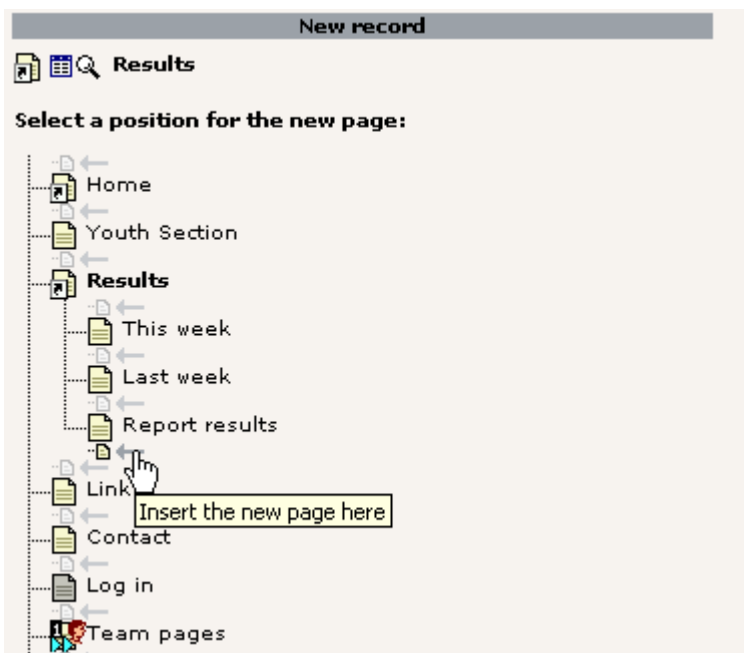 New record
Results
Select a position for the new page:
Home
Youth Section
Results
This week
Last week
Report results
Link
Insert the new page here
Contact
Log in
Team pages